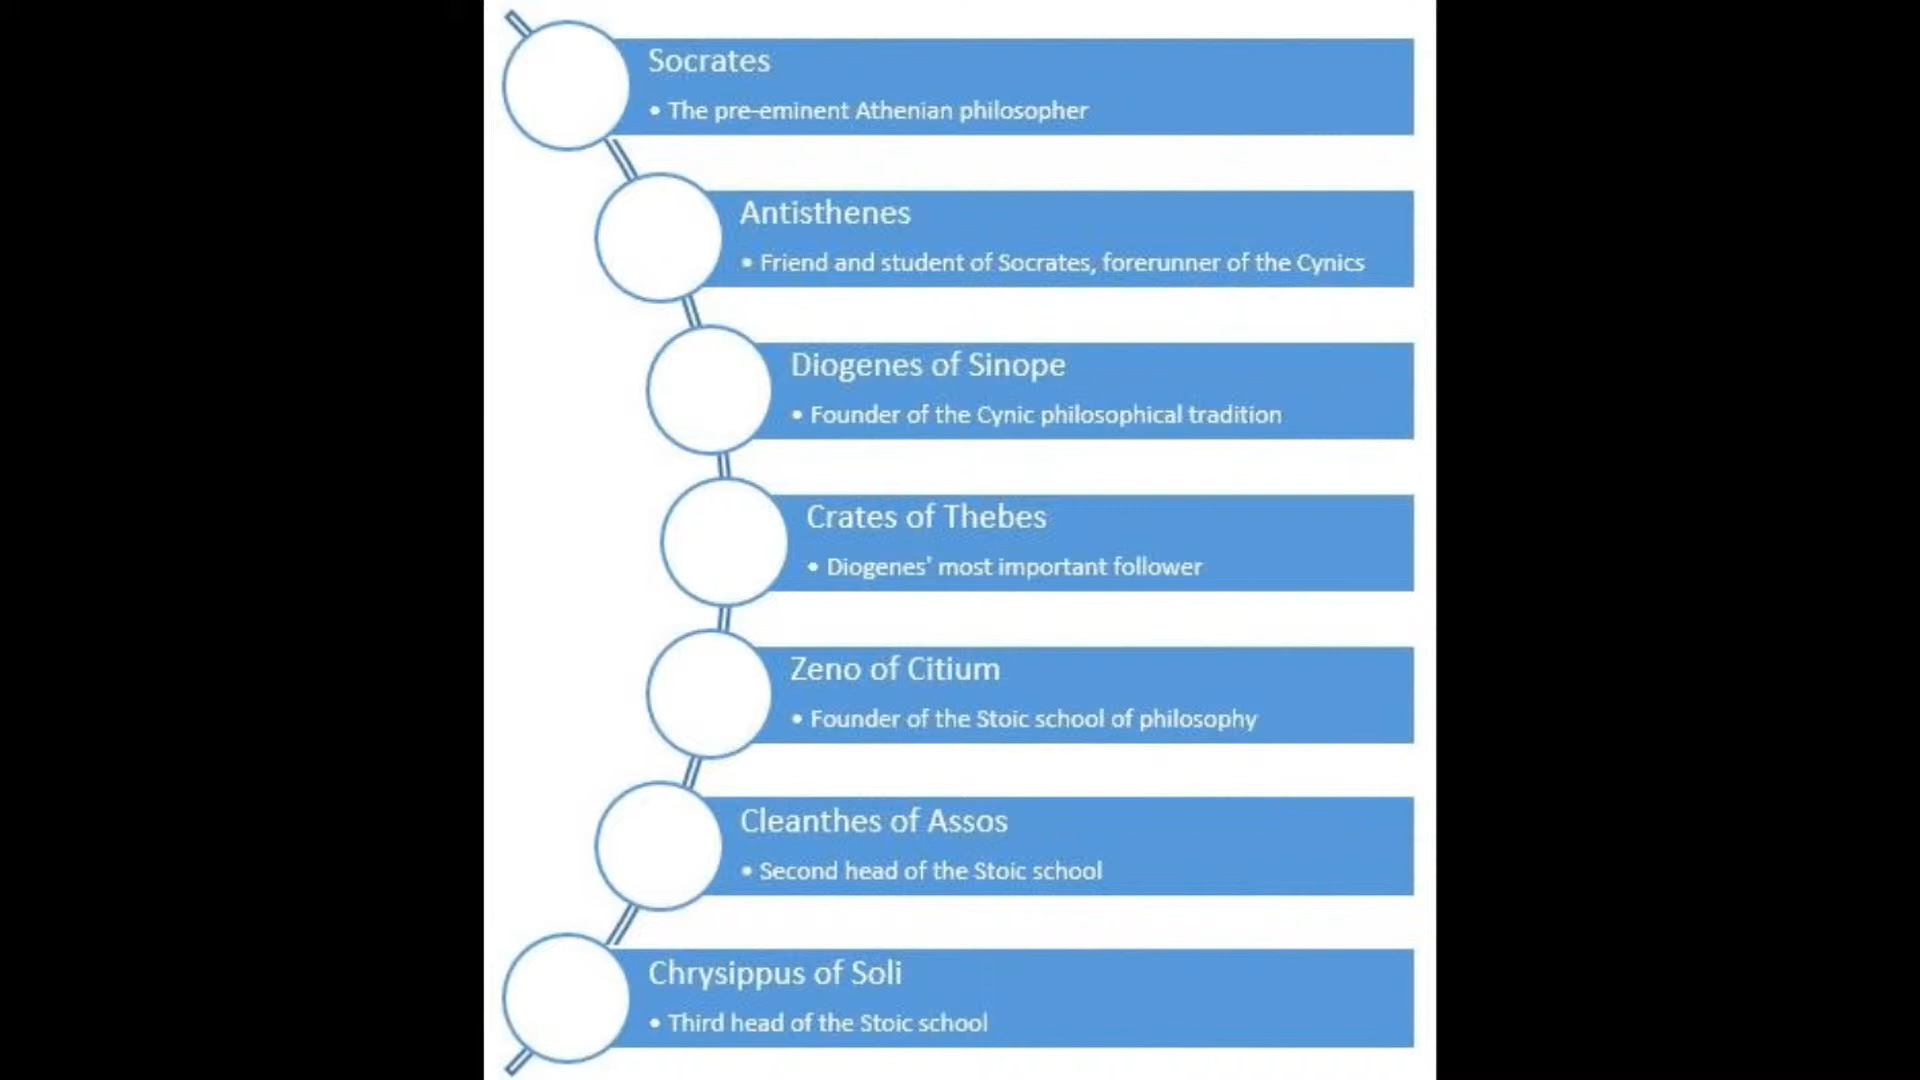 Socrates
• The pre-eminent Athenian philosopher
Antisthenes
• Friend and student of Socrates, forerunner of the Cynics
Diogenes of Sinope
• Founder of the Cynic philosophical tradition
Crates of Thebes
• Diogenes' most important follower
Zeno of Citium
• Founder of the Stoic school of philosophy
Cleanthes of Assos
• Second head of the Stoic school
Chrysippus of Soli
• Third head of the Stoic school